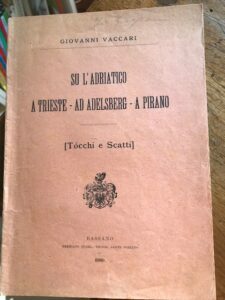 GIOVANNI VACCARI
SU L'ADRIATICO
A TRIESTE - AD ADELSBERG - A PIRANO
[Tócchi e Scatti]
BASSANO